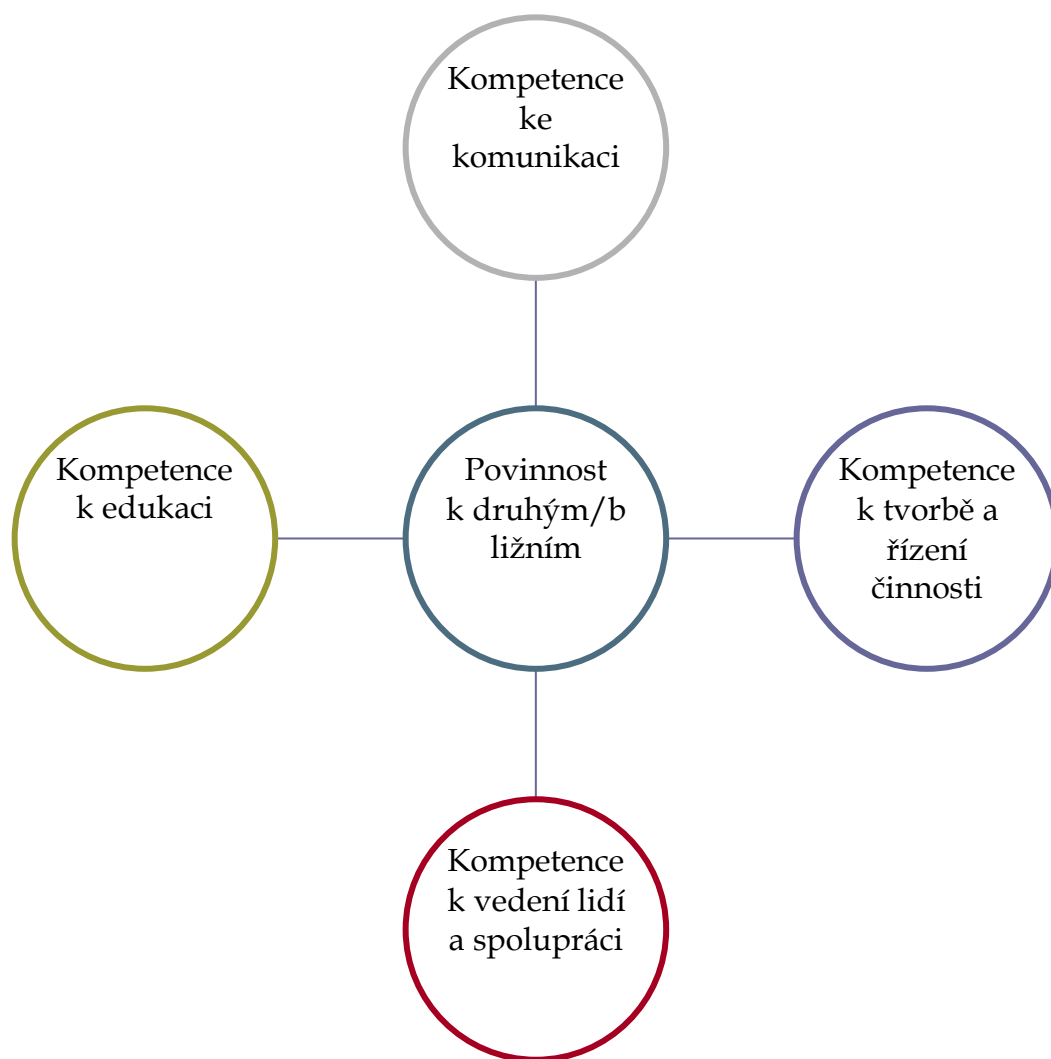 Kompetence
ke
komunikaci
Kompetence
k edukaci
Povinnost
k druhým/b
ližním
Kompetence
k tvorbě a
řízení
činnosti
Kompetence
k vedení lidí
a spolupráci